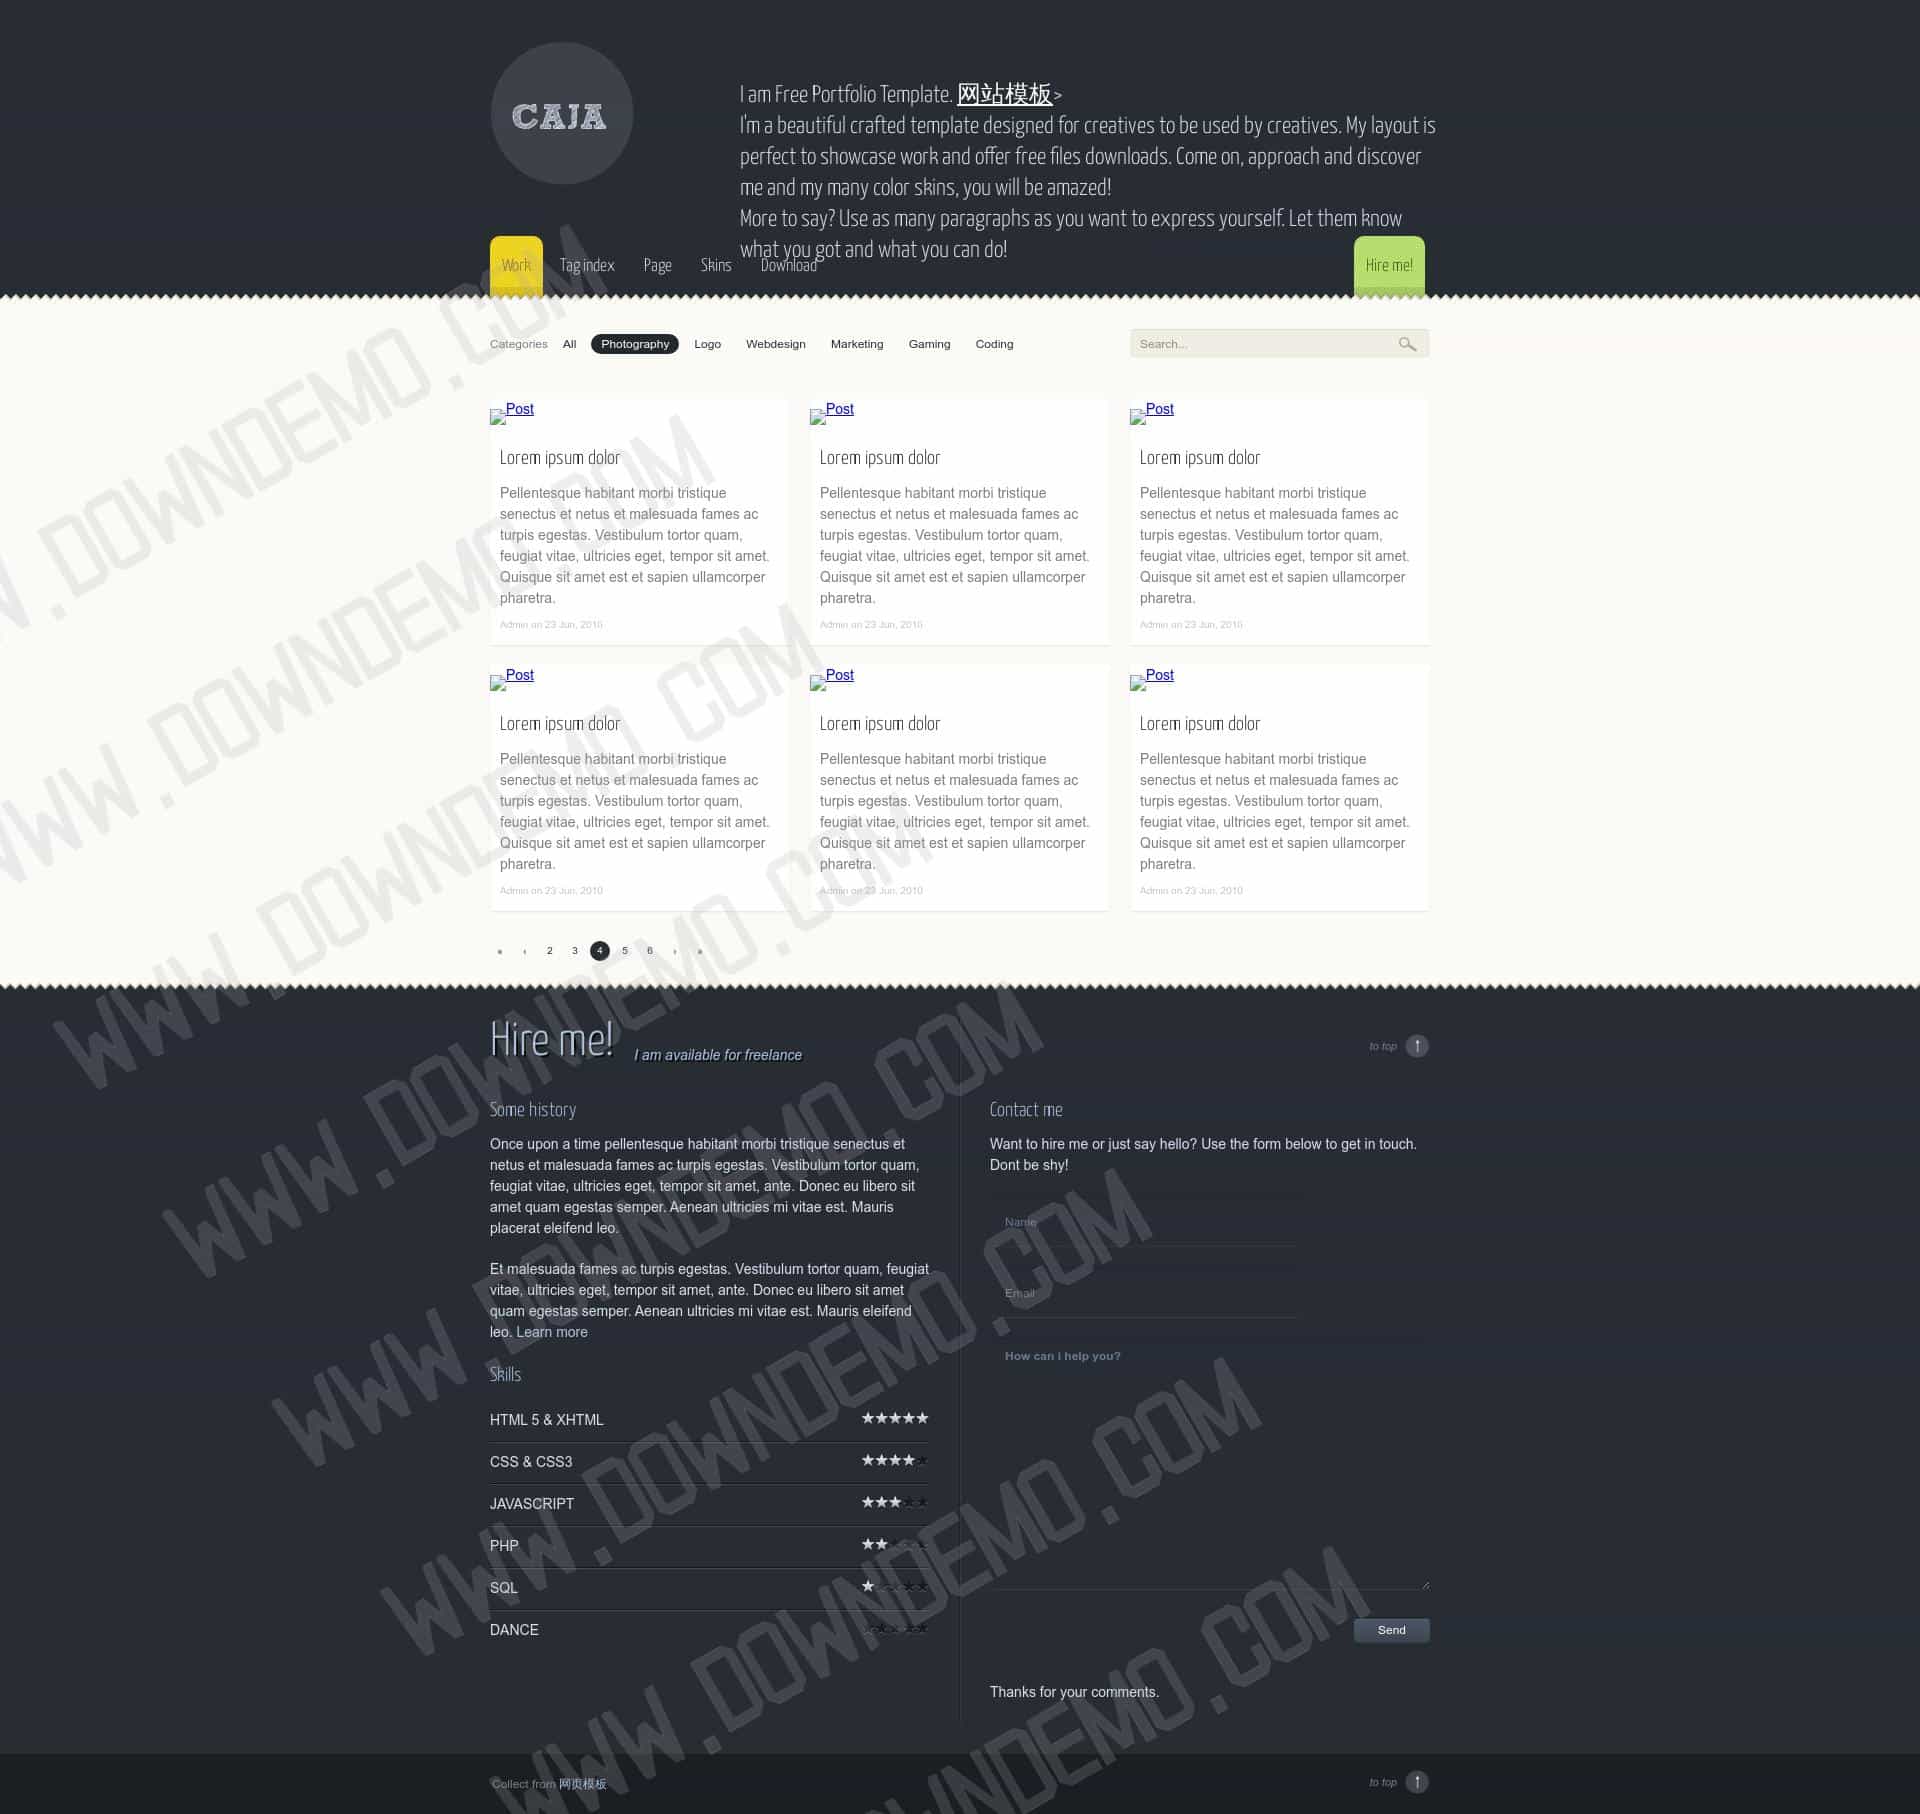 CAJA
I am Free Portfolio Template. 网站模板>
I'm a beautiful crafted template designed for creatives to be used by creatives. My layout is
perfect to showcase work and offer free files downloads. Come on, approach and discover
me and my many color skins, you will be amazed!
More to say? Use as many paragraphs as you want to express yourself. Let them know
what you got and what you can do!
Work Tag index Page Skins Download Hire me!
Categories All Photography Logo Webdesign Marketing Gaming Coding Search...
Post
Lorem ipsum dolor
Pellentesque habitant morbi tristique
senectus et netus et malesuada fames ac
turpis egestas. Vestibulum tortor quam,
feugiat vitae, ultricies eget, tempor sit amet.
Quisque sit amet est et sapien ullamcorper
pharetra.
Admin on 23 Jun, 2010
Post
Lorem ipsum dolor
Pellentesque habitant morbi tristique
senectus et netus et malesuada fames ac
turpis egestas. Vestibulum tortor quam,
feugiat vitae, ultricies eget, tempor sit amet.
Quisque sit amet est et sapien ullamcorper
pharetra.
Admin on 23 Jun, 2010
Post
Lorem ipsum dolor
Pellentesque habitant morbi tristique
senectus et netus et malesuada fames ac
turpis egestas. Vestibulum tortor quam,
feugiat vitae, ultricies eget, tempor sit amet.
Quisque sit amet est et sapien ullamcorper
pharetra.
Admin on 23 Jun, 2010
Post
Lorem ipsum dolor
Pellentesque habitant morbi tristique
senectus et netus et malesuada fames ac
turpis egestas. Vestibulum tortor quam,
feugiat vitae, ultricies eget, tempor sit amet.
Quisque sit amet est et sapien ullamcorper
pharetra.
Admin on 23 Jun, 2010
Post
Lorem ipsum dolor
Pellentesque habitant morbi tristique
senectus et netus et malesuada fames ac
turpis egestas. Vestibulum tortor quam,
feugiat vitae, ultricies eget, tempor sit amet.
Quisque sit amet est et sapien ullamcorper
pharetra.
Admin on 23 Jun, 2010
Post
Lorem ipsum dolor
Pellentesque habitant morbi tristique
senectus et netus et malesuada fames ac
turpis egestas. Vestibulum tortor quam,
feugiat vitae, ultricies eget, tempor sit amet.
Quisque sit amet est et sapien ullamcorper
pharetra.
Admin on 23 Jun, 2010
« ‹ 2 3 4 5 6 › »
Hire me! I am available for freelance
to top ↑
Some history
Once upon a time pellentesque habitant morbi tristique senectus et
netus et malesuada fames ac turpis egestas. Vestibulum tortor quam,
feugiat vitae, ultricies eget, tempor sit amet, ante. Donec eu libero sit
amet quam egestas semper. Aenean ultricies mi vitae est. Mauris
placerat eleifend leo.
Et malesuada fames ac turpis egestas. Vestibulum tortor quam, feugiat
vitae, ultricies eget, tempor sit amet, ante. Donec eu libero sit amet
quam egestas semper. Aenean ultricies mi vitae est. Mauris eleifend
leo. Learn more
Skills
HTML 5 & XHTML ★★★★★
CSS & CSS3 ★★★★★
JAVASCRIPT ★★★★★
PHP ★★★★★
SQL ★★★★★
DANCE ★★★★★
Contact me
Want to hire me or just say hello? Use the form below to get in touch.
Dont be shy!
Name
Email
How can i help you?
Send
Thanks for your comments.
Collect from 网页模板
to top ↑
W.DOWNDEMO.COM
WWW.DOWNDEMO.COM
WWW.DOWNDEMO.COM
WWW.DOWNDEMO.COM
WWW.DOWNDEMO.COM
WWW.DOWNDEMO.COM
WWW.DOWNDEMO.COM
WNDEMO.COM